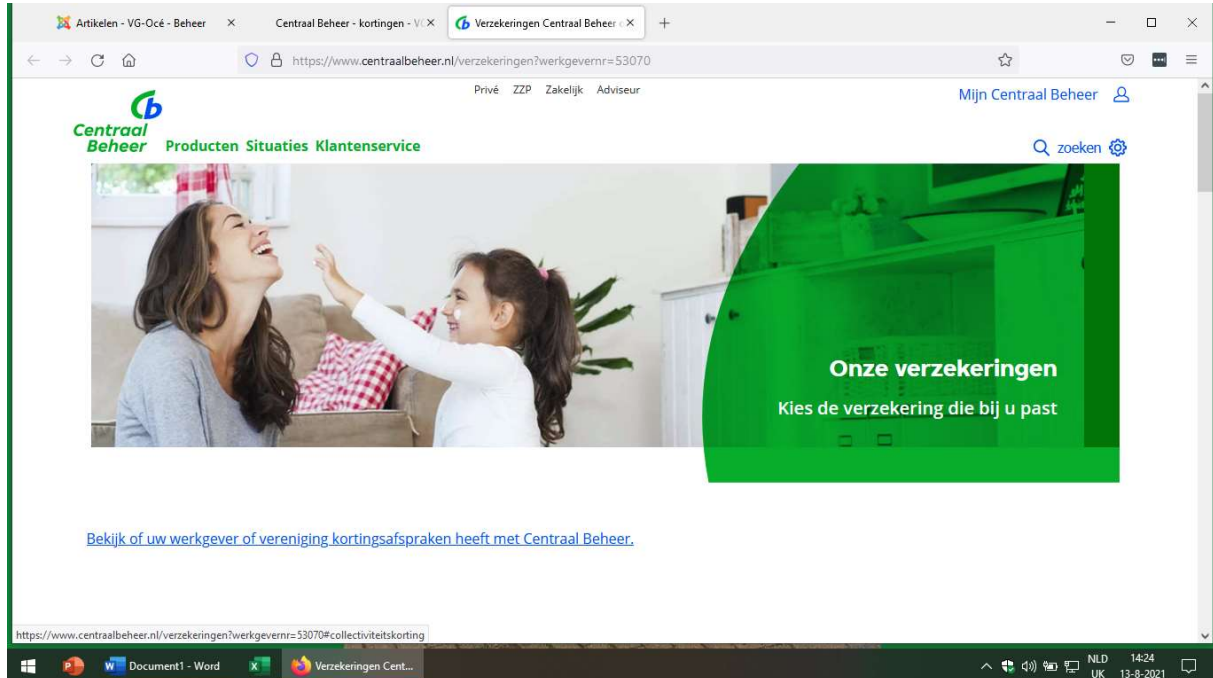 Artikelen - VG-Océ - Beheer
Centraal Beheer - kortingen - VG
Verzekeringen Centraal Beheer
https://www.centraalbeheer.nl/verzekeringen?werkgevernr=53070
Privé ZZP Zakelijk Adviseur
Mijn Centraal Beheer
Centraal
Beheer
Producten Situaties Klantenservice
zoeken
Onze verzekeringen
Kies de verzekering die bij u past
Bekijk of uw werkgever of vereniging kortingsafspraken heeft met Centraal Beheer.
https://www.centraalbeheer.nl/verzekeringen?werkgevernr=53070#collectiviteitskorting
Document1 - Word
Verzekeringen Cent...
NLD 14:24
UK 13-8-2021